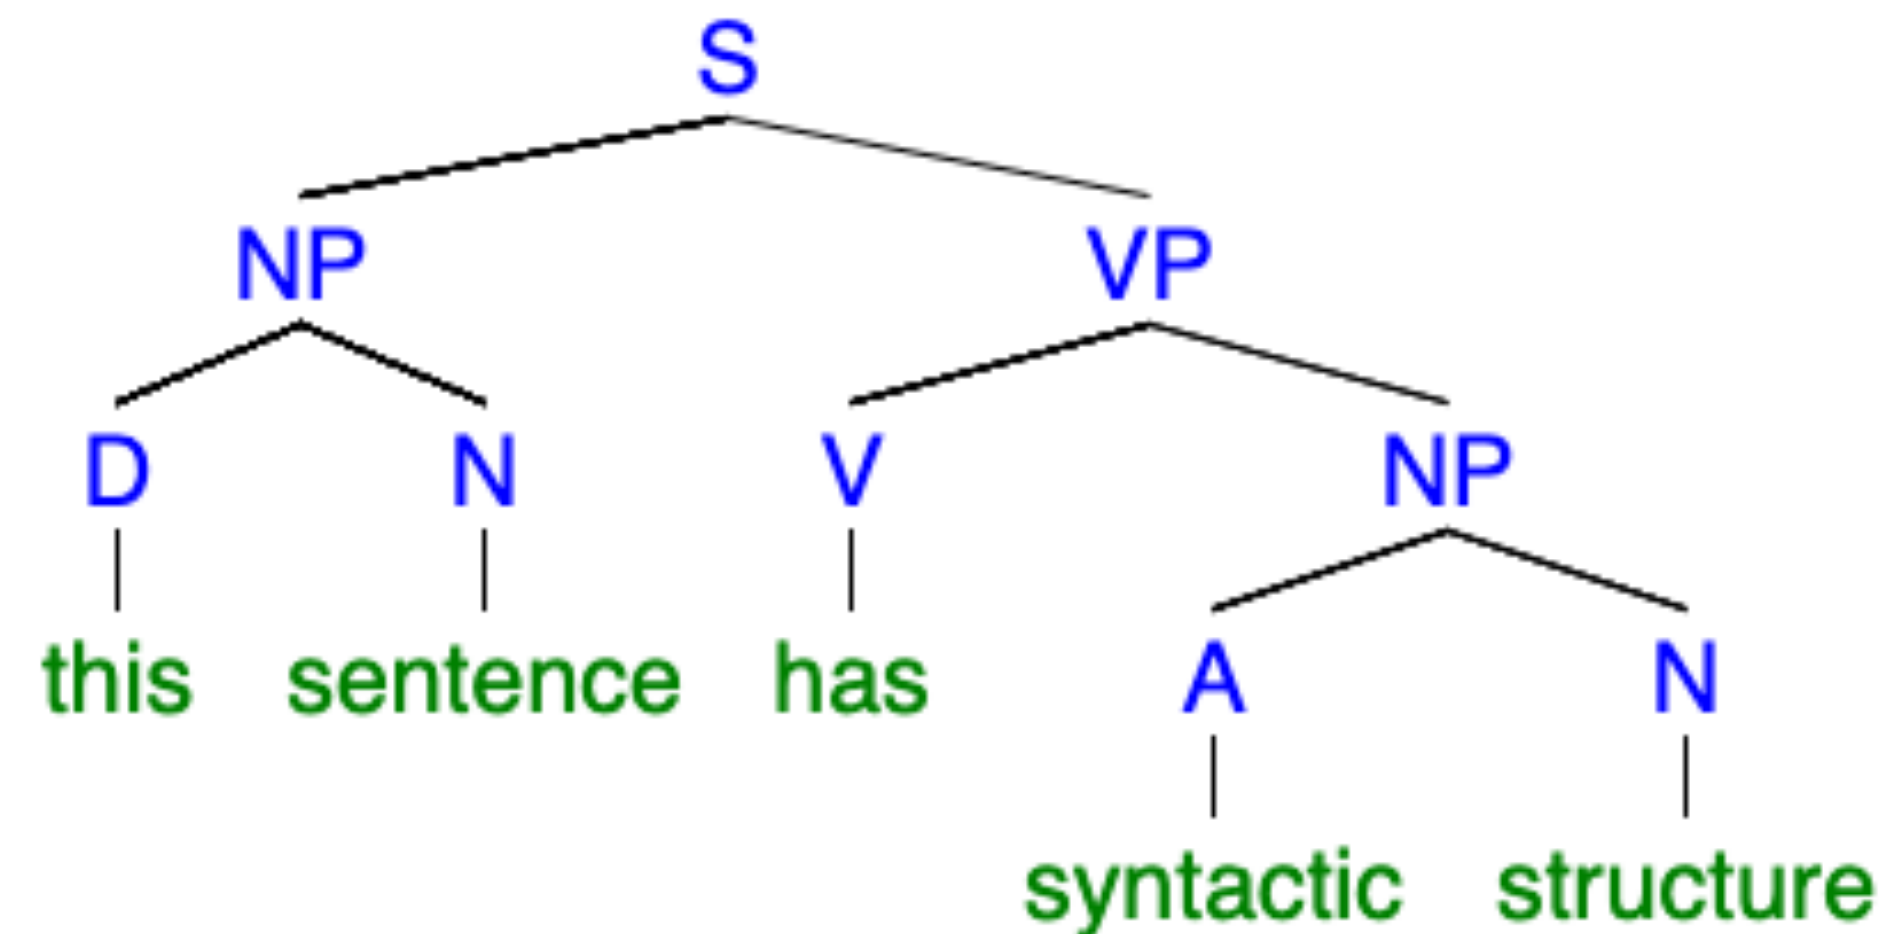 S
NP VP
D N V NP
this sentence has A N
syntactic structure